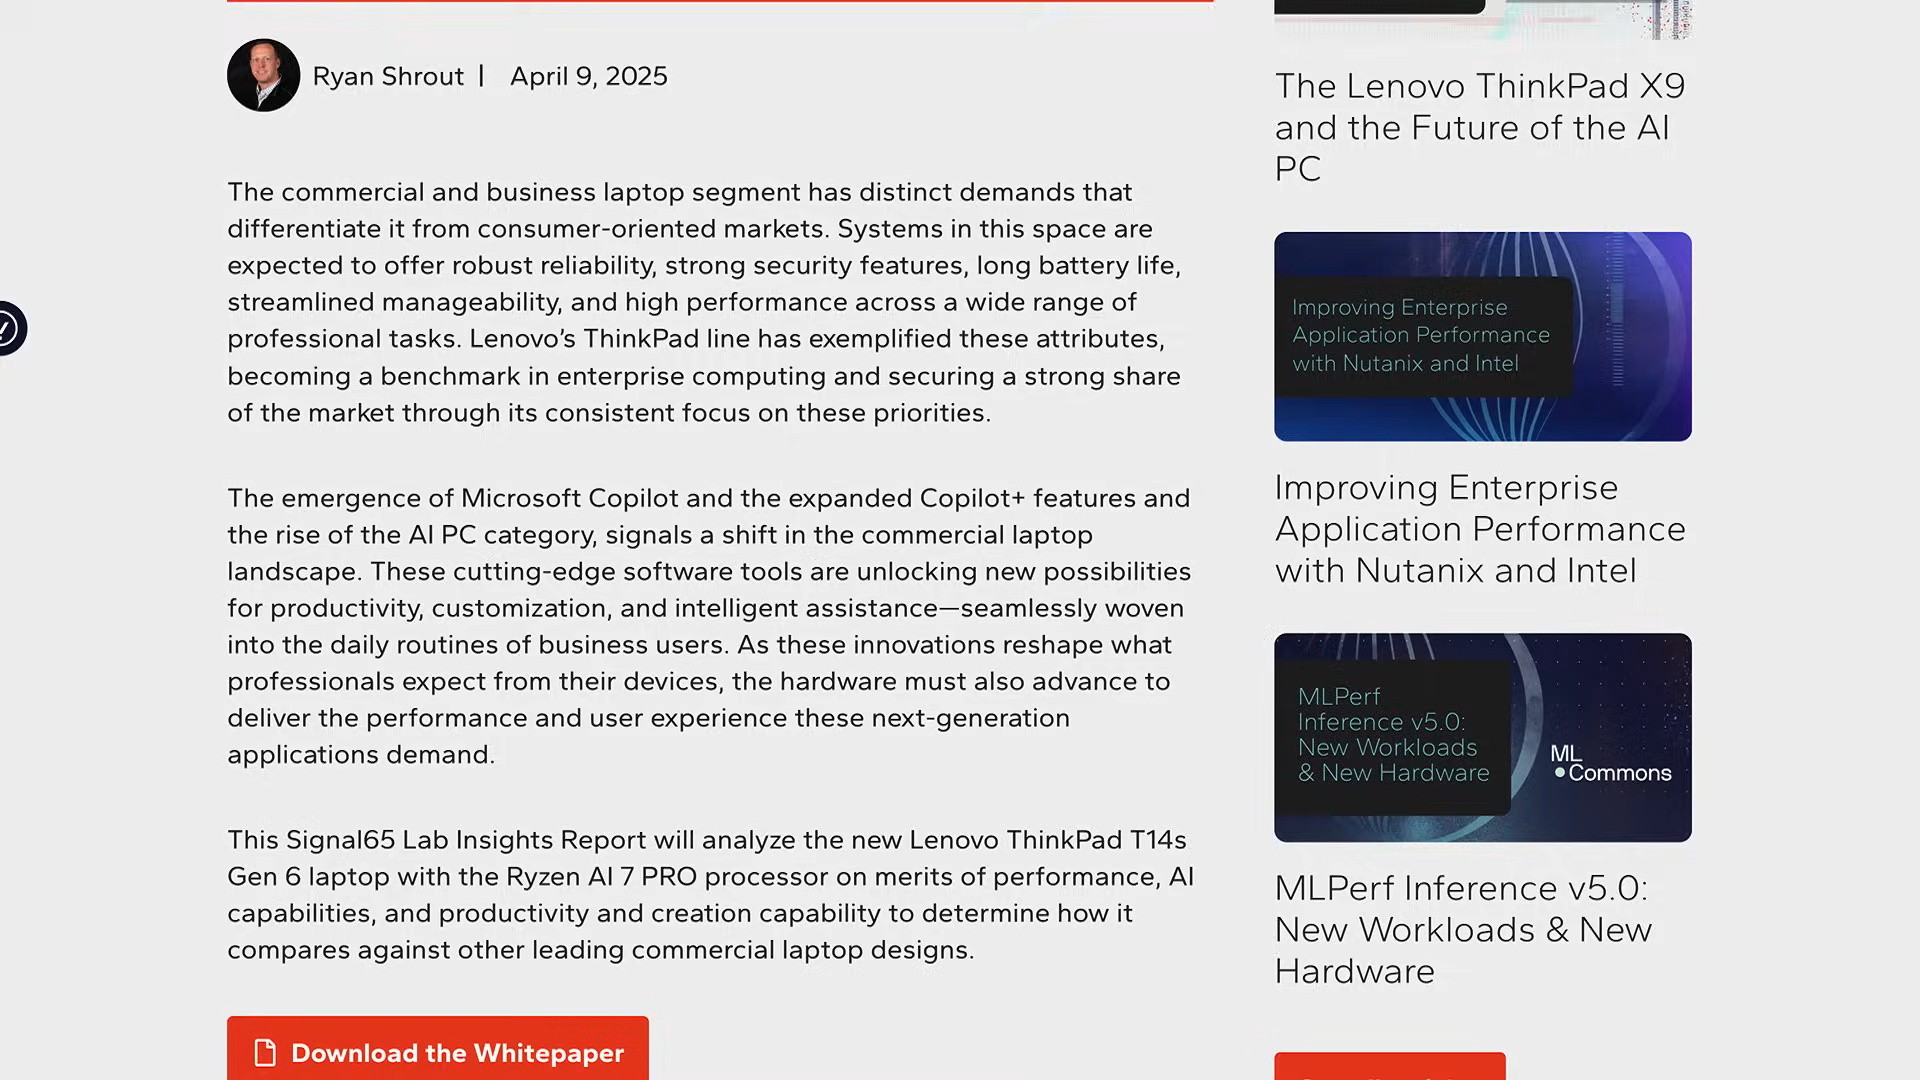 Ryan Shrout | April 9, 2025
The commercial and business laptop segment has distinct demands that
differentiate it from consumer-oriented markets. Systems in this space are
expected to offer robust reliability, strong security features, long battery life,
streamlined manageability, and high performance across a wide range of
professional tasks. Lenovo’s ThinkPad line has exemplified these attributes,
becoming a benchmark in enterprise computing and securing a strong share
of the market through its consistent focus on these priorities.
The emergence of Microsoft Copilot and the expanded Copilot+ features and
the rise of the AI PC category, signals a shift in the commercial laptop
landscape. These cutting-edge software tools are unlocking new possibilities
for productivity, customization, and intelligent assistance—seamlessly woven
into the daily routines of business users. As these innovations reshape what
professionals expect from their devices, the hardware must also advance to
deliver the performance and user experience these next-generation
applications demand.
This Signal65 Lab Insights Report will analyze the new Lenovo ThinkPad T14s
Gen 6 laptop with the Ryzen AI 7 PRO processor on merits of performance, AI
capabilities, and productivity and creation capability to determine how it
compares against other leading commercial laptop designs.
Download the Whitepaper
The Lenovo ThinkPad X9
and the Future of the AI
PC
Improving Enterprise
Application Performance
with Nutanix and Intel
Improving Enterprise
Application Performance
with Nutanix and Intel
MLPerf
Inference v5.0:
New Workloads
& New Hardware
ML
Commons
MLPerf Inference v5.0:
New Workloads & New
Hardware